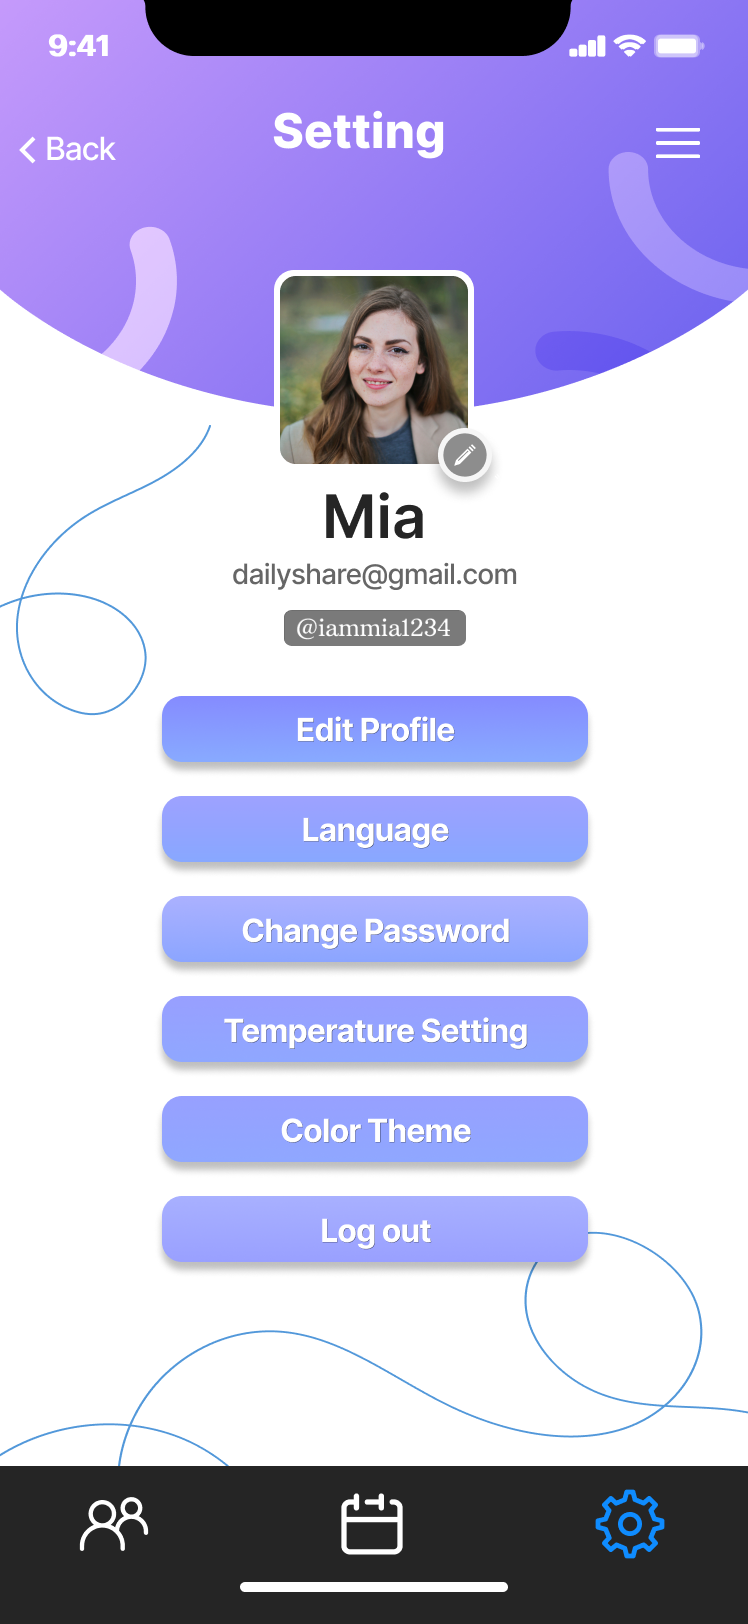 9:41
Setting
Back
Mia
dailyshare@gmail.com
@iammia1234
Edit Profile
Language
Change Password
Temperature Setting
Color Theme
Log out